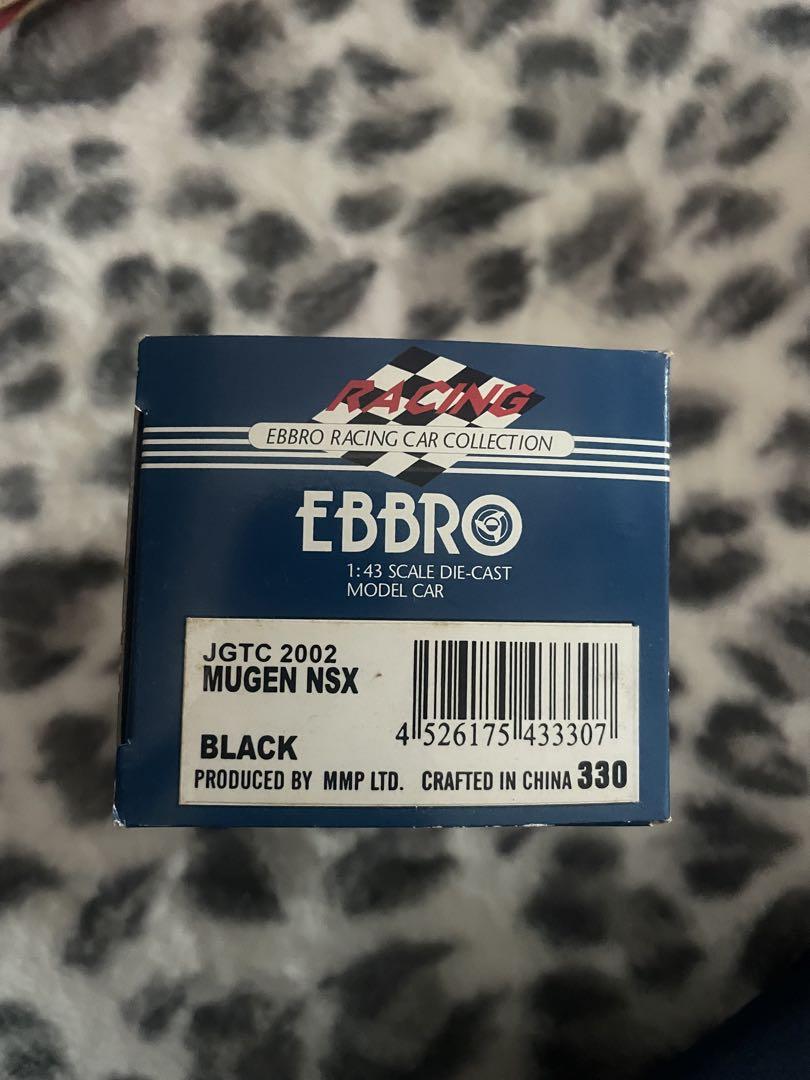 RACING
EBBRO RACING CAR COLLECTION
EBBRO
1:43 SCALE DIE-CAST
MODEL CAR
JGTC 2002
MUGEN NSX
BLACK
4 526175 433307
PRODUCED BY MMP LTD. CRAFTED IN CHINA 330